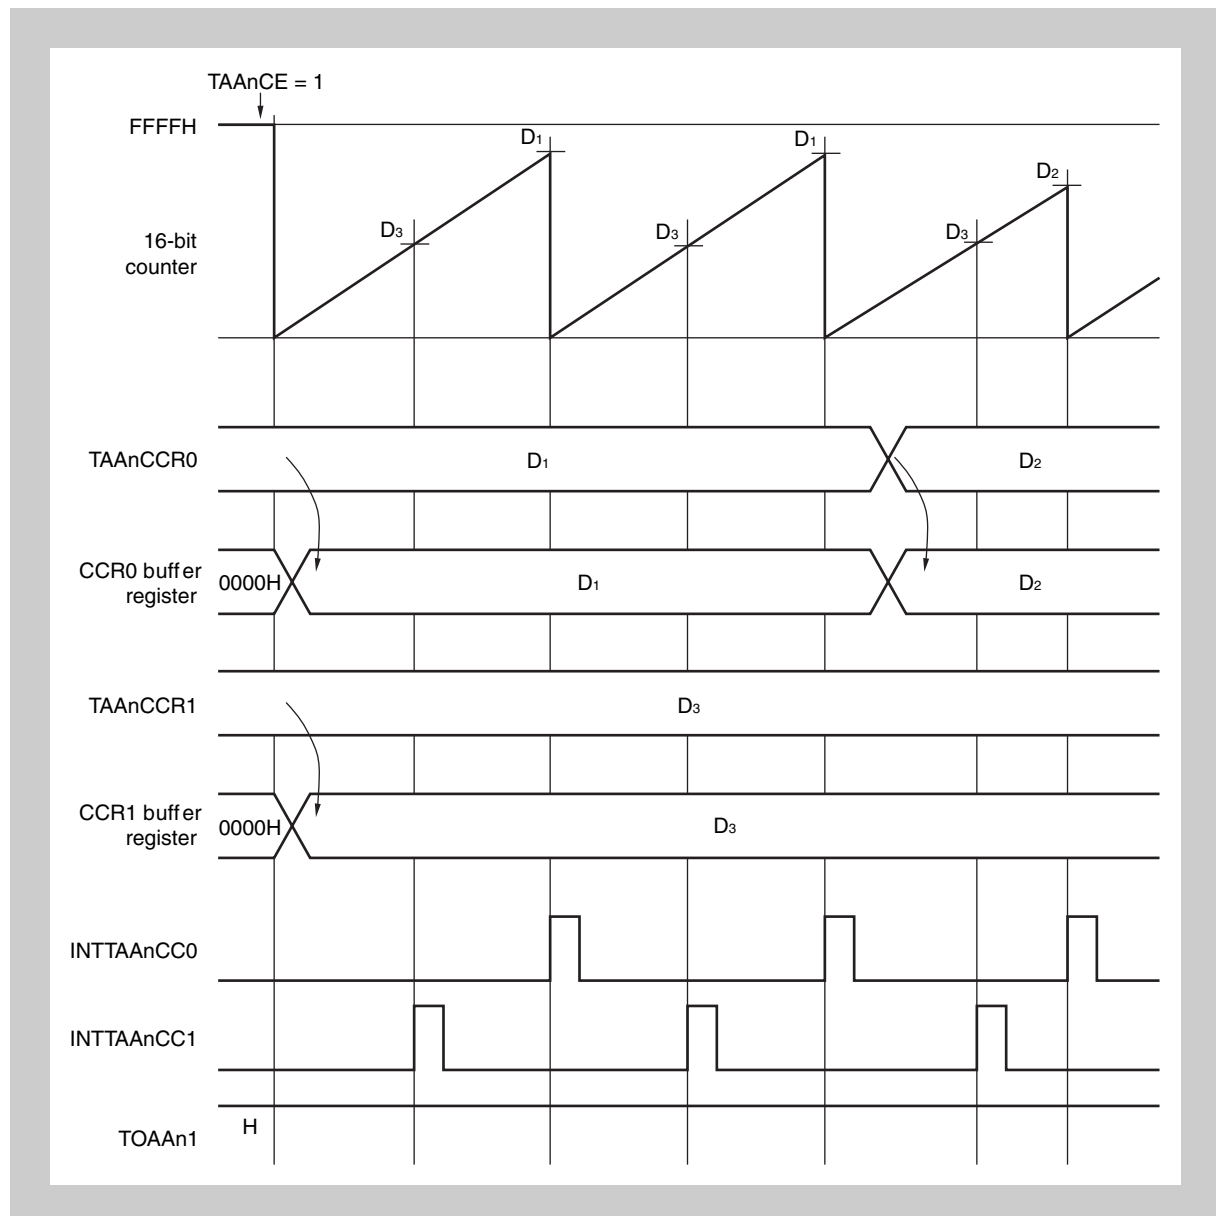 TAAnCE = 1
FFFFH
D1
D1
D2
D3
D3
D3
16-bit
counter
TAAnCCR0
D1
D2
CCR0 buffer
register
0000H
D1
D2
TAAnCCR1
D3
CCR1 buffer
register
0000H
D3
INTTAAnCC0
INTTAAnCC1
H
TOAAn1